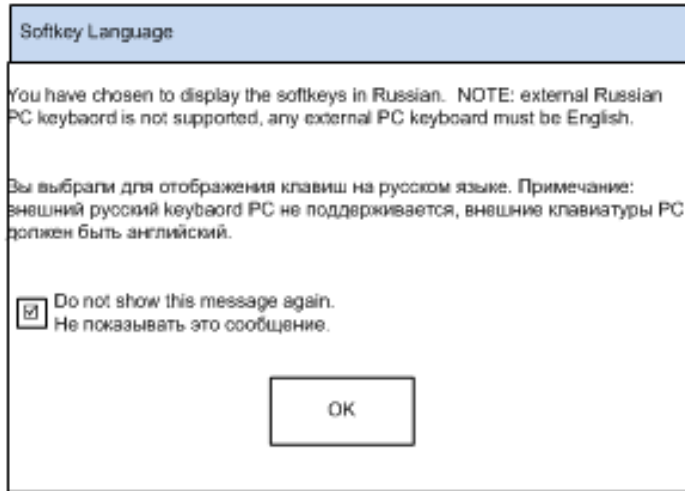 Softkey Language
You have chosen to display the softkeys in Russian. NOTE: external Russian
PC keybaord is not supported, any external PC keyboard must be English.
Вы выбрали для отображения клавиш на русском языке. Примечание:
внешний русский keybaord PC не поддерживается, внешние клавиатуры PC
должен быть английский.
Do not show this message again.
Не показывать это сообщение.
OK